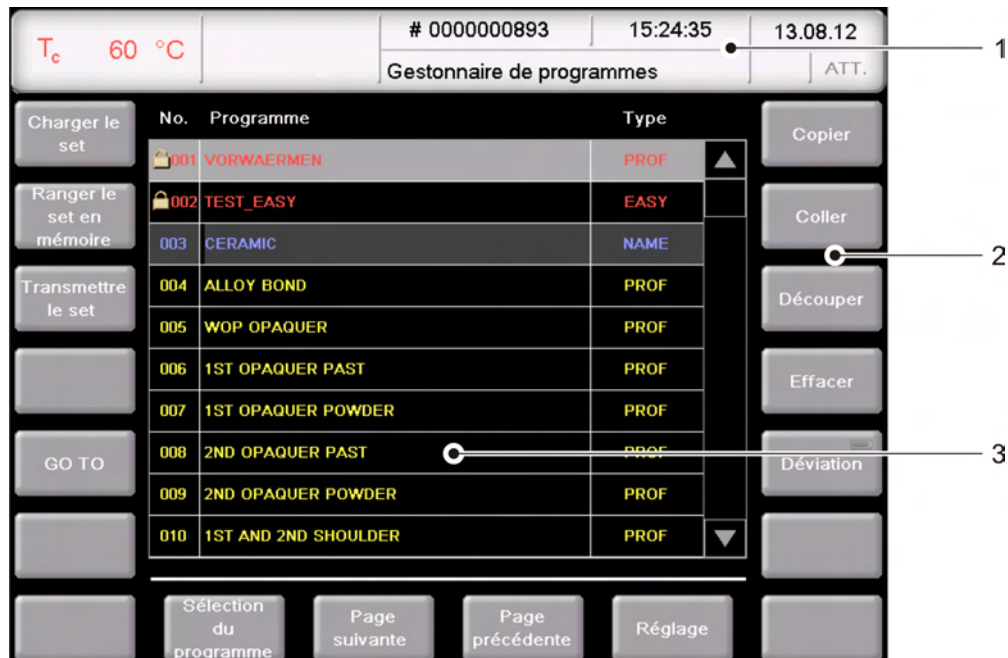 Tc 60 °C
# 0000000893 15:24:35 13.08.12
Gestonnaire de programmes ATT.
1
Charger le
set
Ranger le
set en
mémoire
Transmettre
le set
GO TO
No. Programme Type
001 VORWAERMEN PROF
002 TEST_EASY EASY
003 CERAMIC NAME
004 ALLOY BOND PROF
005 WOP OPAQUER PROF
006 1ST OPAQUER PAST PROF
007 1ST OPAQUER POWDER PROF
008 2ND OPAQUER PAST PROF
009 2ND OPAQUER POWDER PROF
010 1ST AND 2ND SHOULDER PROF
Copier
Coller
2
Découper
Effacer
Déviation
3
Sélection
du
programme
Page
suivante
Page
précédente
Réglage